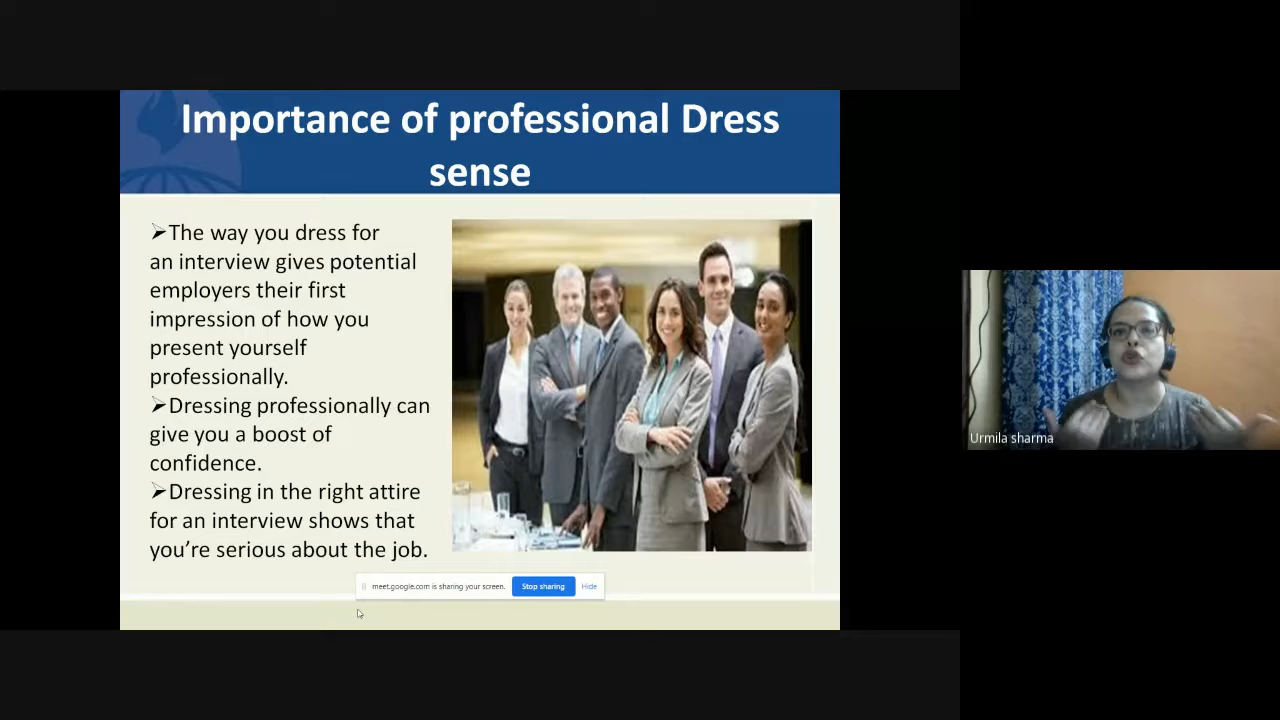 Importance of professional Dress
sense
➢The way you dress for
an interview gives potential
employers their first
impression of how you
present yourself
professionally.
➢Dressing professionally can
give you a boost of
confidence.
➢Dressing in the right attire
for an interview shows that
you’re serious about the job.
meet.google.com is sharing your screen. Stop sharing Hide
Urmila sharma